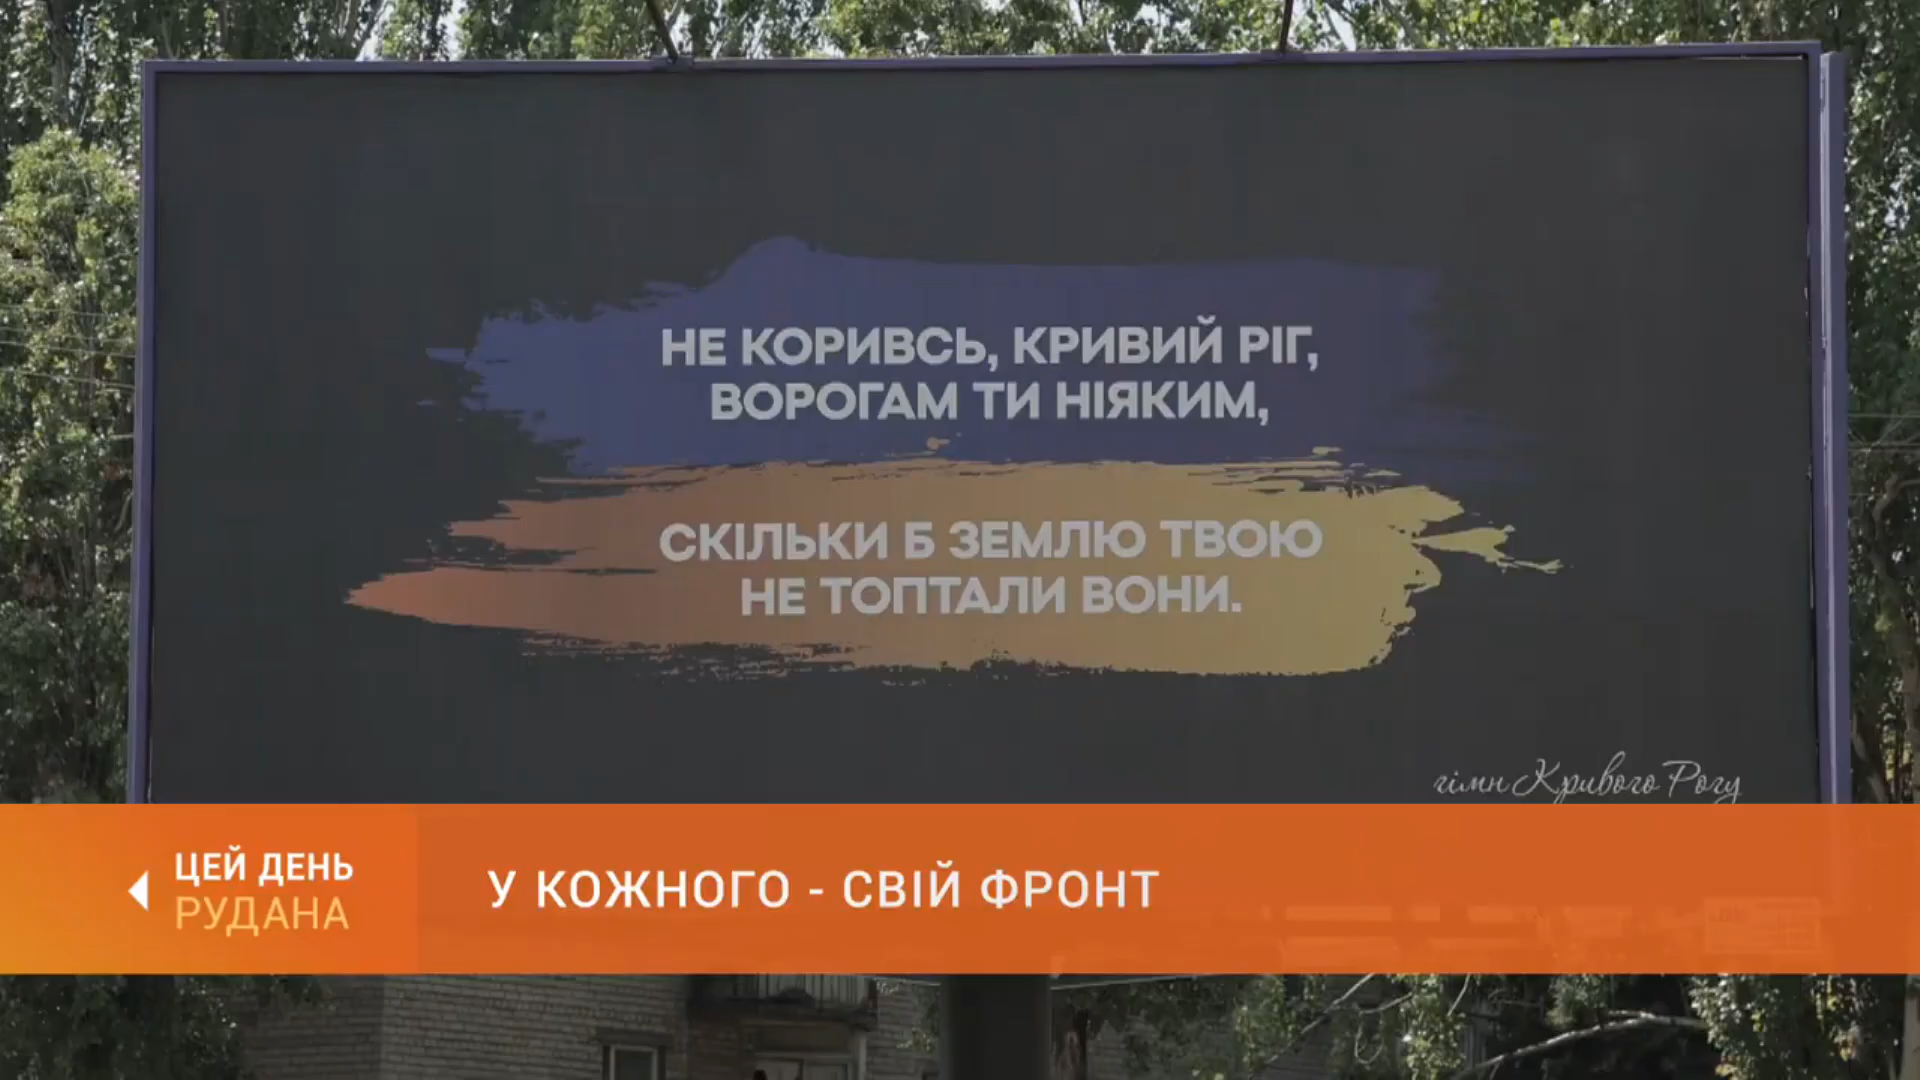 НЕ КОРИВСЬ, КРИВИЙ РІГ,
ВОРОГАМ ТИ НІЯКИМ,
СКІЛЬКИ Б ЗЕМЛЮ ТВОЮ
НЕ ТОПТАЛИ ВОНИ.
гімн Кривого Рогу
ЦЕЙ ДЕНЬ
РУДАНА
У КОЖНОГО - СВІЙ ФРОНТ